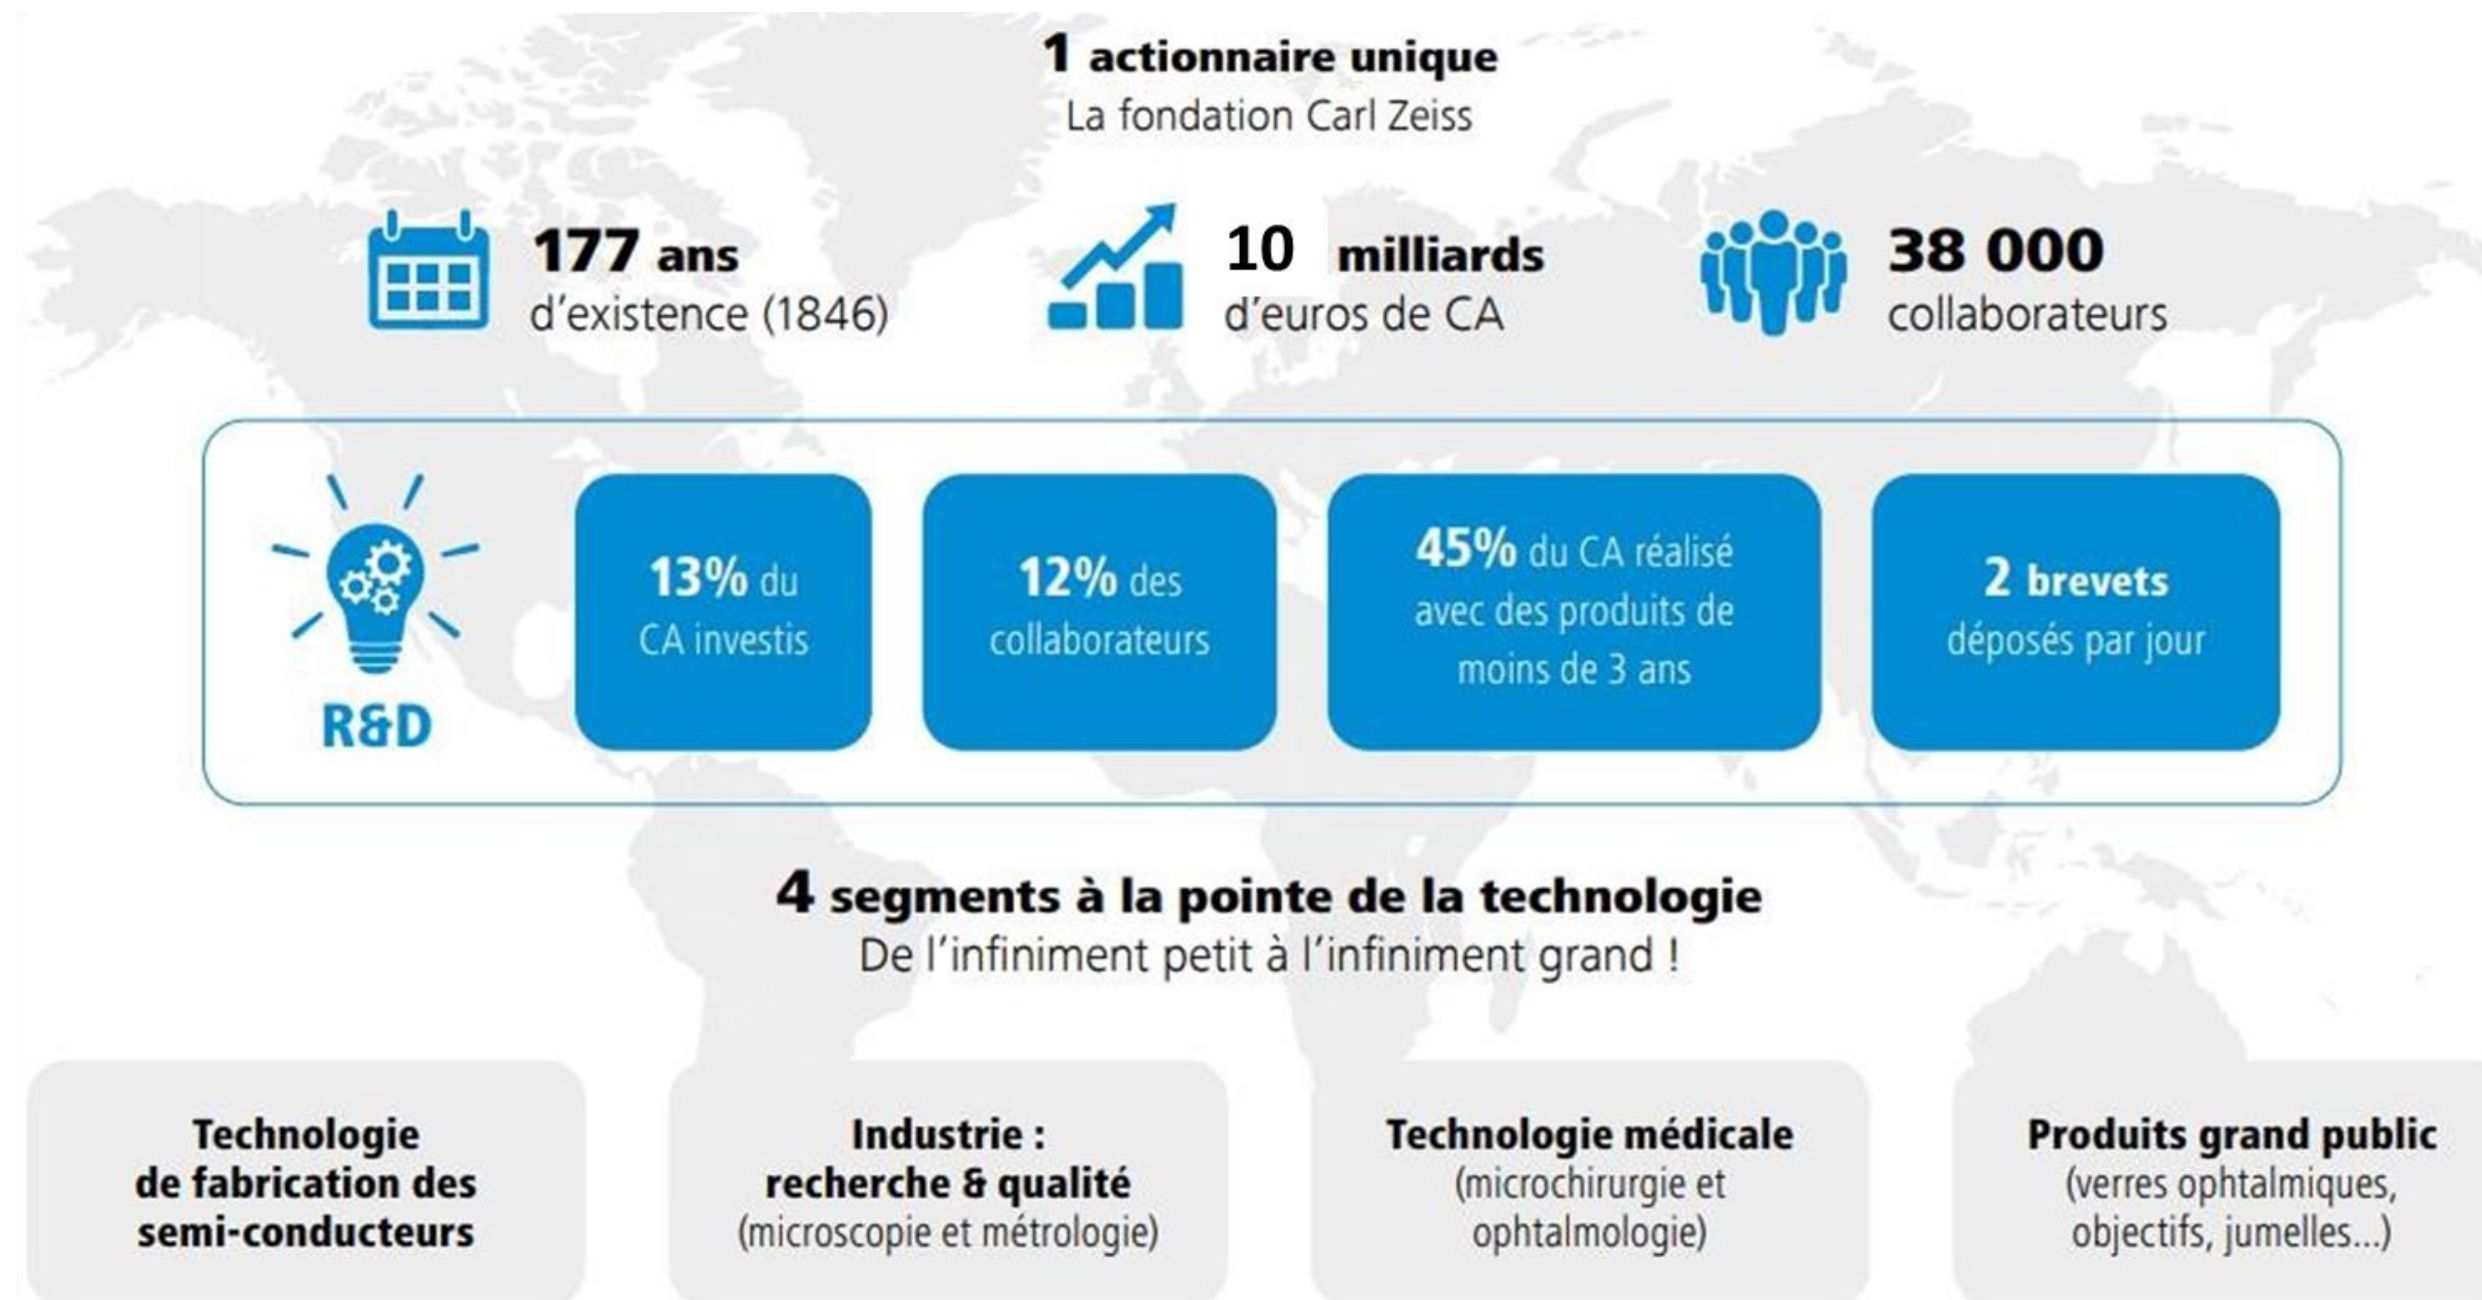 1 actionnaire unique
La fondation Carl Zeiss
177 ans
d'existence (1846)
10 milliards
d'euros de CA
38 000
collaborateurs
R&D
13% du
CA investis
12% des
collaborateurs
45% du CA réalisé
avec des produits de
moins de 3 ans
2 brevets
déposés par jour
4 segments à la pointe de la technologie
De l'infiniment petit à l'infiniment grand !
Technologie
de fabrication des
semi-conducteurs
Industrie :
recherche & qualité
(microscopie et métrologie)
Technologie médicale
(microchirurgie et
ophtalmologie)
Produits grand public
(verres ophtalmiques,
objectifs, jumelles...)